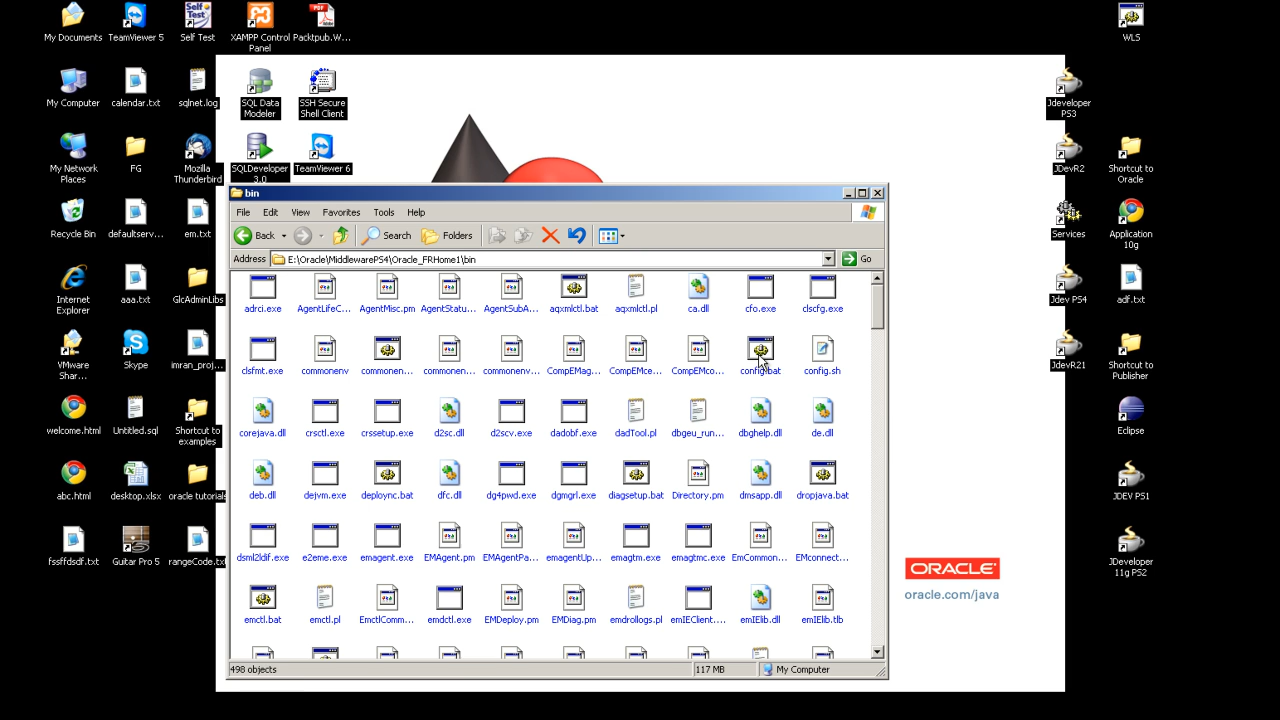 My Documents
TeamViewer 5
Self Test
XAMPP Control Panel
Packtpub.W...
WLS
My Computer
calendar.txt
sqlnet.log
SQL Data Modeler
SSH Secure Shell Client
Jdeveloper PS3
My Network Places
FG
Mozilla Thunderbird
SQLDeveloper 3.0
TeamViewer 6
JDevR2
Shortcut to Oracle
Recycle Bin
defaultserv...
em.txt
Services
Application 10g
Internet Explorer
aaa.txt
GlcAdminLibs
Jdev PS4
adf.txt
VMware Shar...
Skype
imran_proj...
JdevR21
Shortcut to Publisher
welcome.html
Untitled.sql
Shortcut to examples
Eclipse
abc.html
desktop.xlsx
oracle tutorials
JDEV PS1
fssffdsdf.txt
Guitar Pro 5
rangeCode.txt
JDeveloper 11g PS2
bin
File Edit View Favorites Tools Help
Back Search Folders
Address E:\Oracle\MiddlewarePS4\Oracle_FRHome1\bin Go
adrci.exe AgentLifeC... AgentMisc.pm AgentStatu... AgentSubA... aqxmlctl.bat aqxmlctl.pl ca.dll cfo.exe clscfg.exe
clsfmt.exe commonenv commonen... commonen... commonenv... CompEMag... CompEMce... CompEMco... config.bat config.sh
corejava.dll crsctl.exe crssetup.exe d2sc.dll d2scv.exe dadobf.exe dadTool.pl dbgeu_run... dbghelp.dll de.dll
deb.dll dejvm.exe deploync.bat dfc.dll dg4pwd.exe dgmgrl.exe diagsetup.bat Directory.pm dmsapp.dll dropjava.bat
dsml2ldif.exe e2eme.exe emagent.exe EMAgent.pm EMAgentPa... emagentUp... emagtm.exe emagtmc.exe EmCommon... EMconnect...
emctl.bat emctl.pl EmctlComm... emdctl.exe EMDeploy.pm EMDiag.pm emdrollogs.pl emIEClient.... emIElib.dll emIElib.tlb
498 objects 117 MB My Computer
ORACLE
oracle.com/java